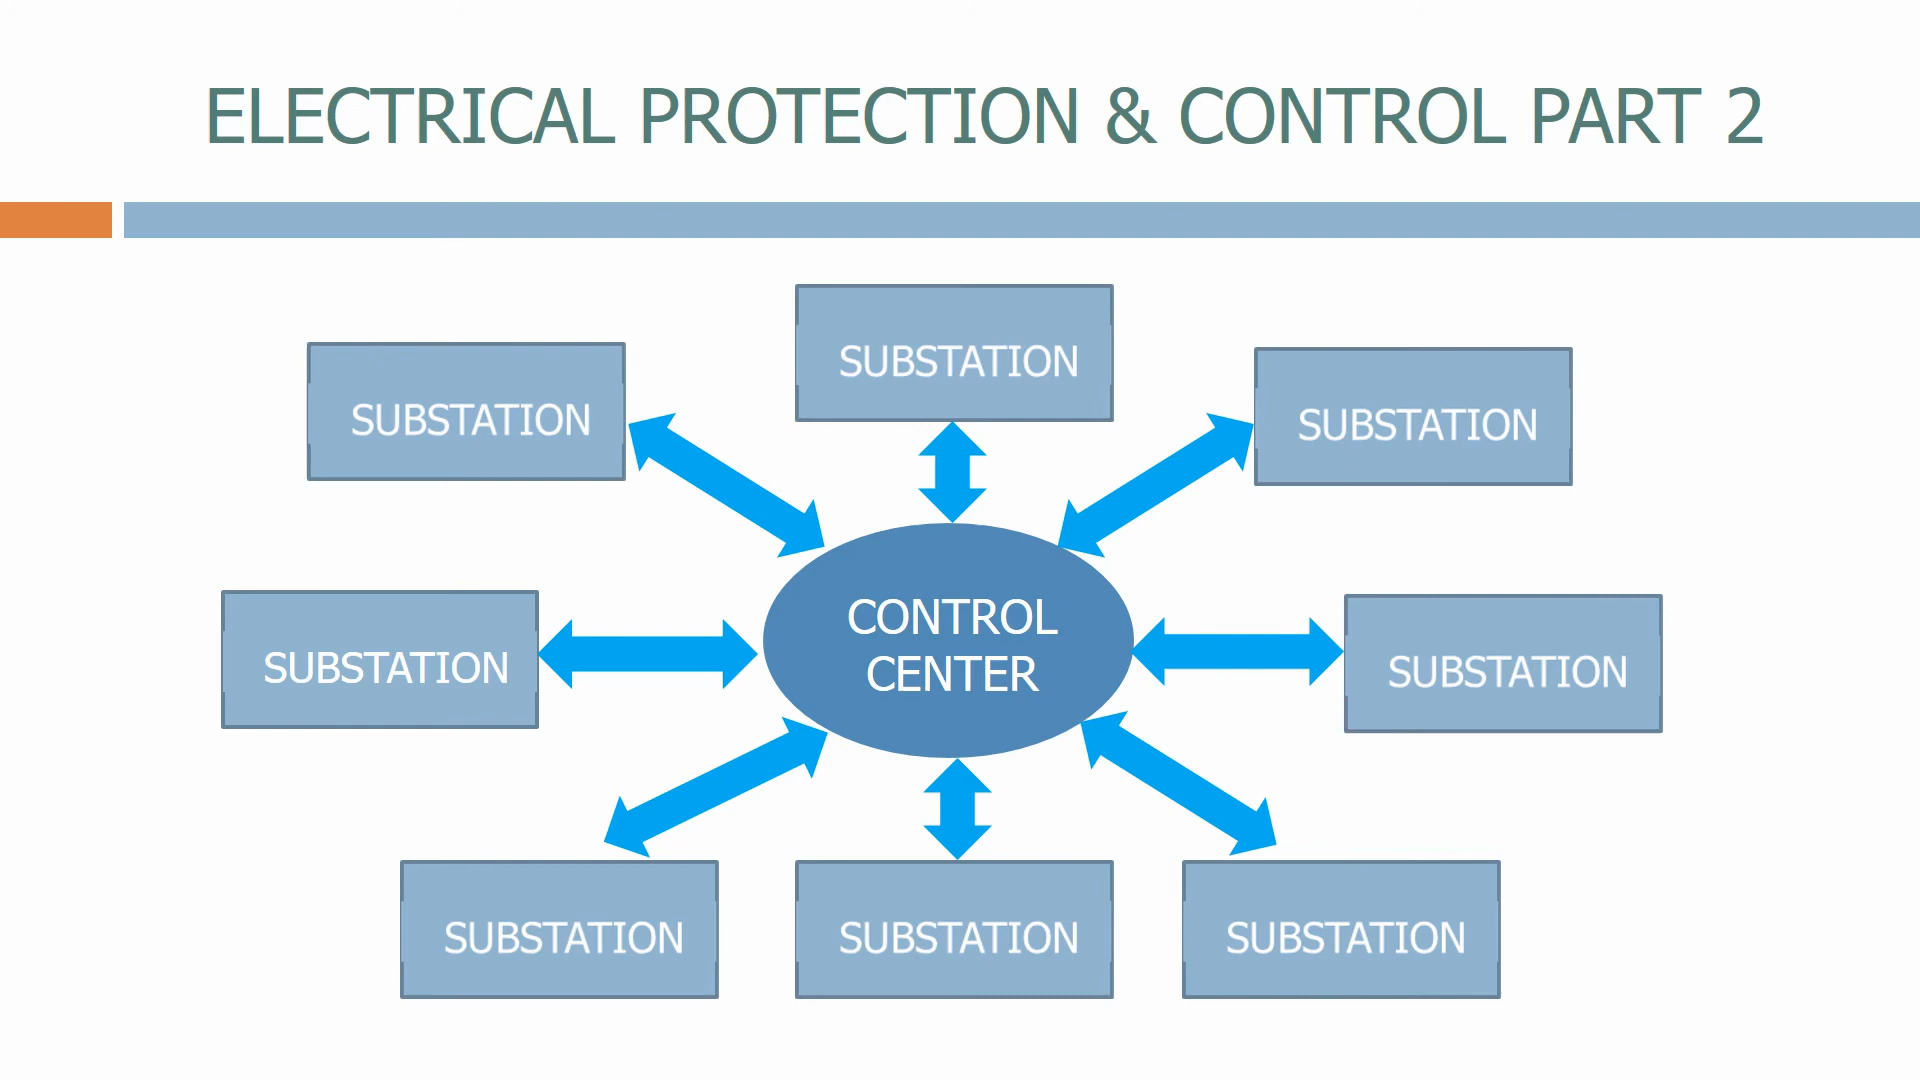 ELECTRICAL PROTECTION & CONTROL PART 2
SUBSTATION
SUBSTATION
SUBSTATION
CONTROL
CENTER
SUBSTATION
SUBSTATION
SUBSTATION
SUBSTATION
SUBSTATION